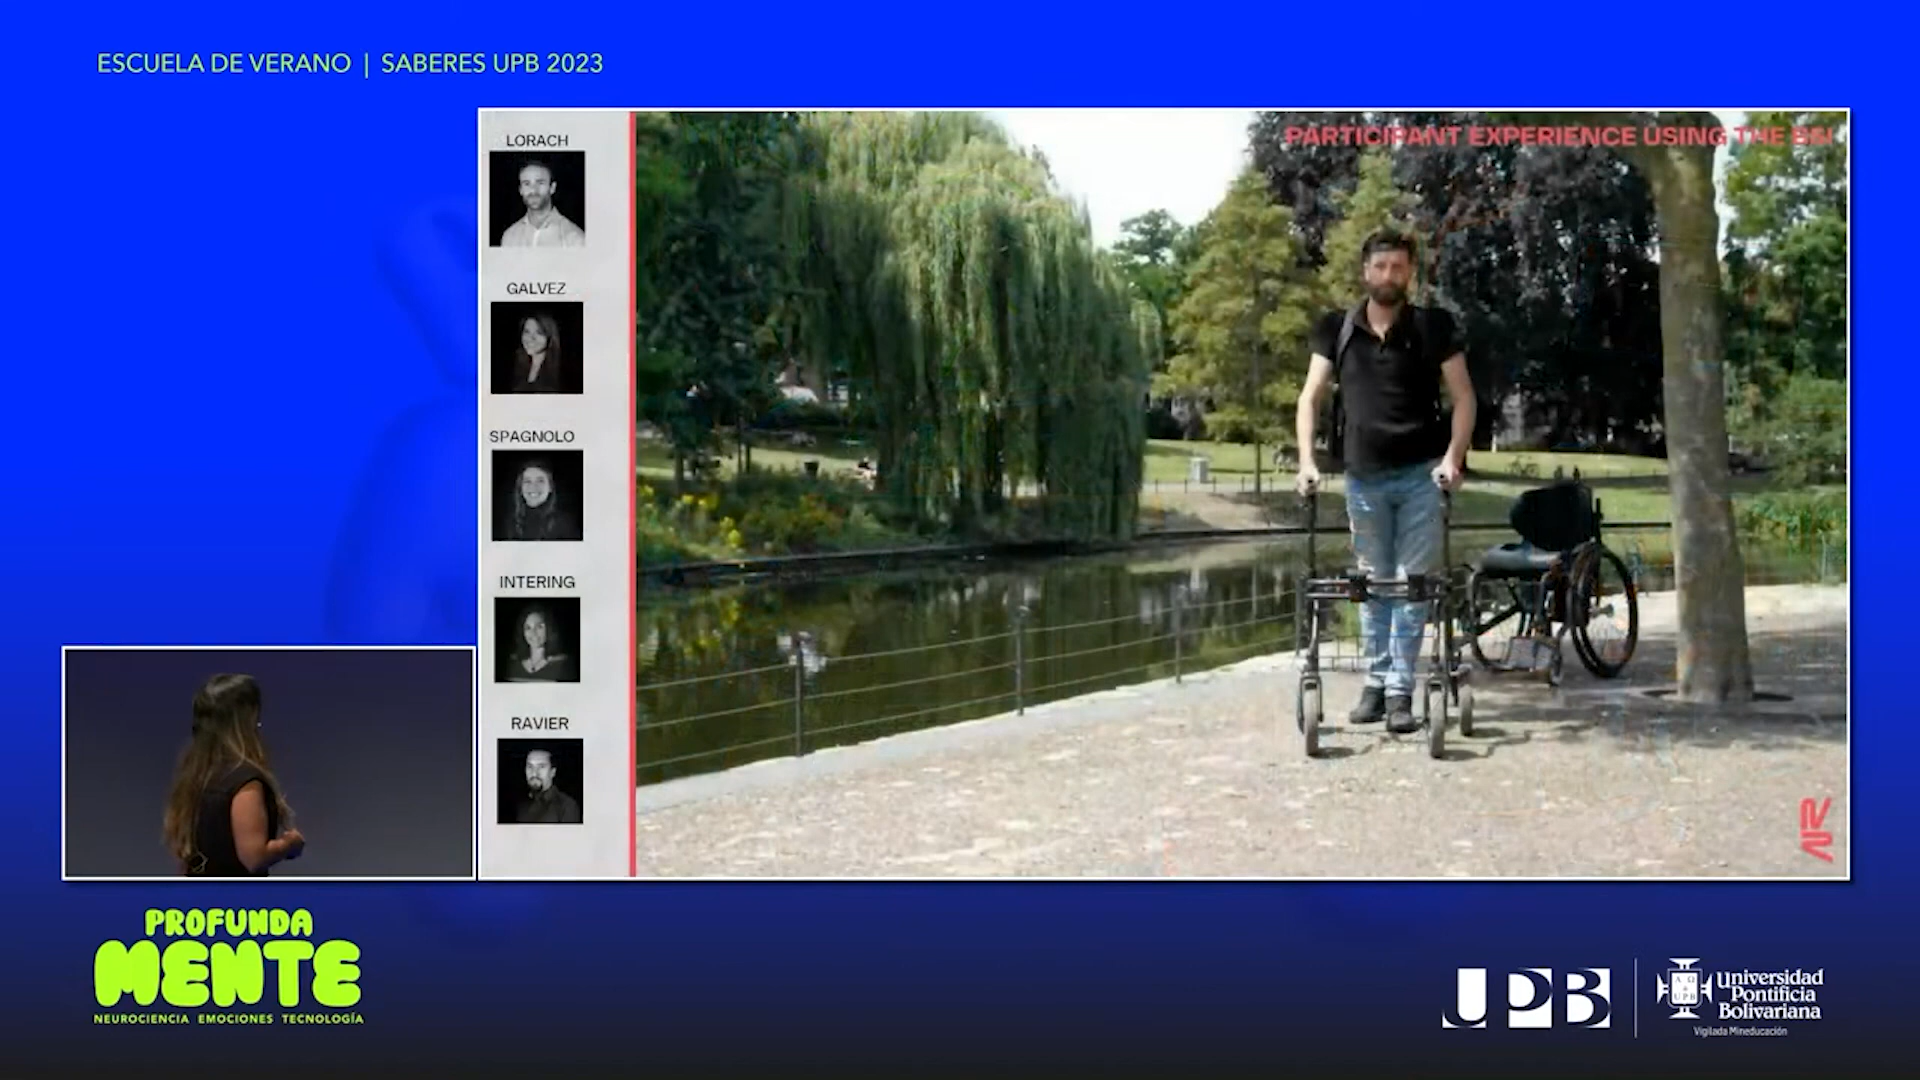 ESCUELA DE VERANO | SABERES UPB 2023
LORACH
GALVEZ
SPAGNOLO
INTERING
RAVIER
PARTICIPANT EXPERIENCE USING THE BSI
PROFUNDA
MENTE
NEUROCIENCIA EMOCIONES TECNOLOGÍA
UPB
Universidad
Pontificia
Bolivariana
Vigilada Mineducación